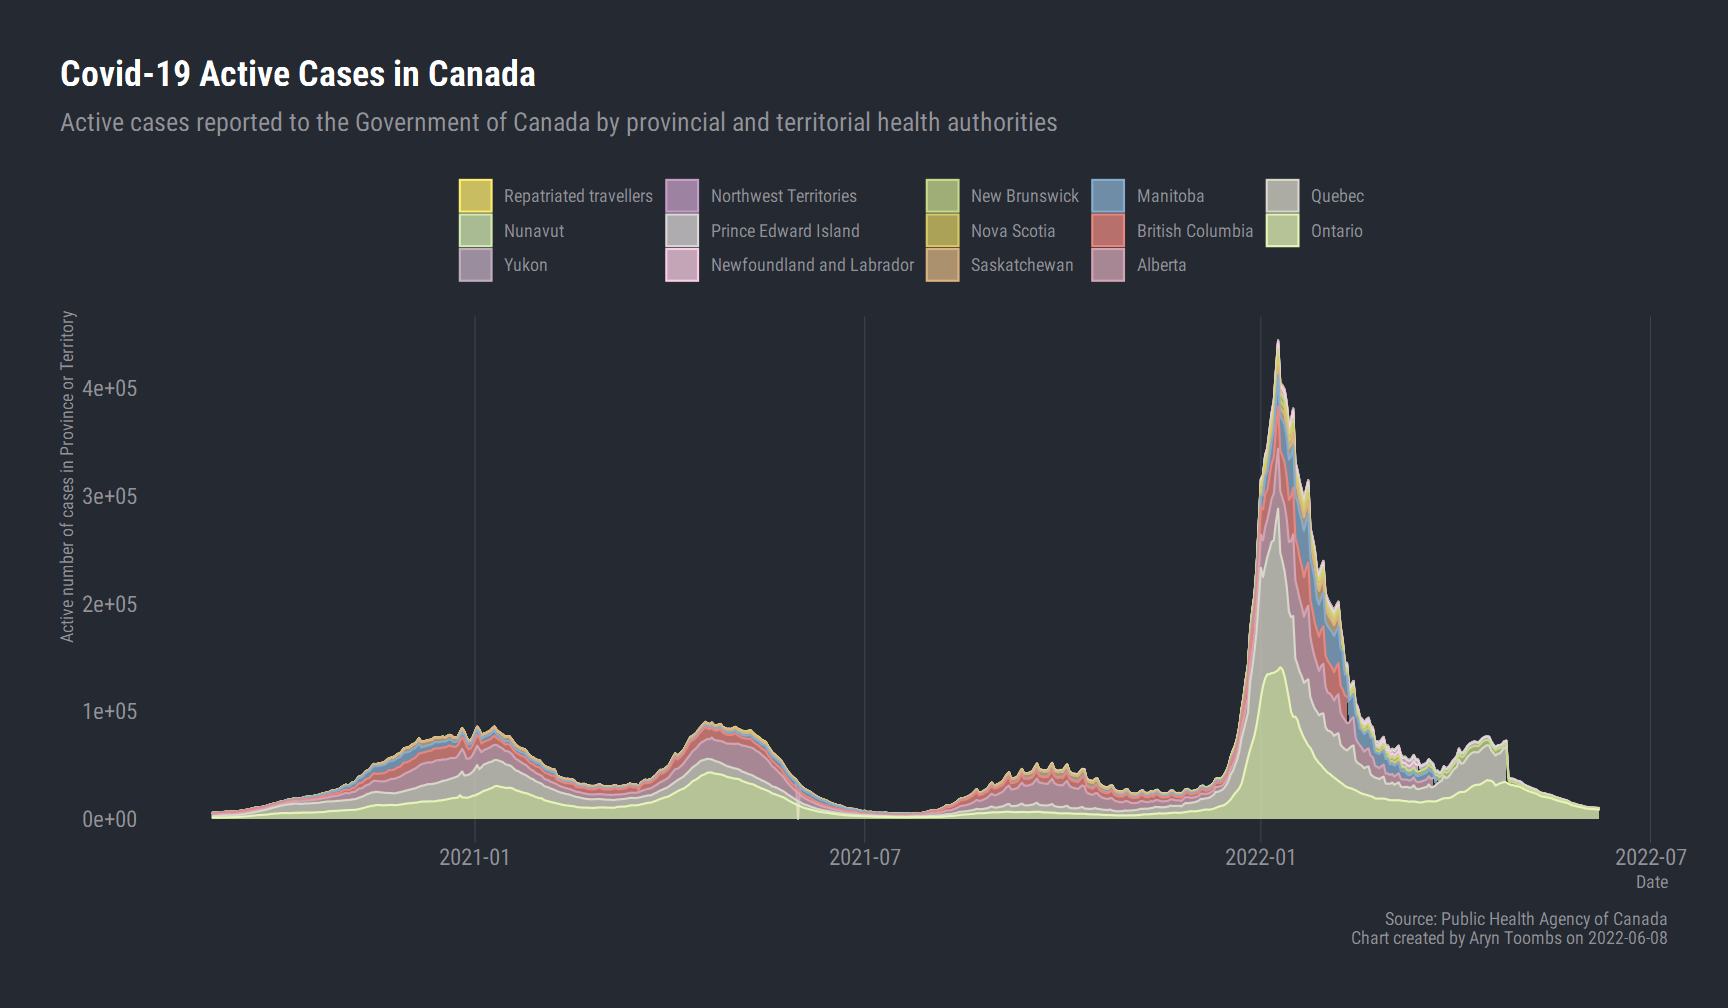 Covid-19 Active Cases in Canada
Active cases reported to the Government of Canada by provincial and territorial health authorities
Repatriated travellers Northwest Territories New Brunswick Manitoba Quebec
Nunavut Prince Edward Island Nova Scotia British Columbia Ontario
Yukon Newfoundland and Labrador Saskatchewan Alberta
Active number of cases in Province or Territory
4e+05
3e+05
2e+05
1e+05
0e+00
2021-01 2021-07 2022-01 2022-07
Date
Source: Public Health Agency of Canada
Chart created by Aryn Toombs on 2022-06-08